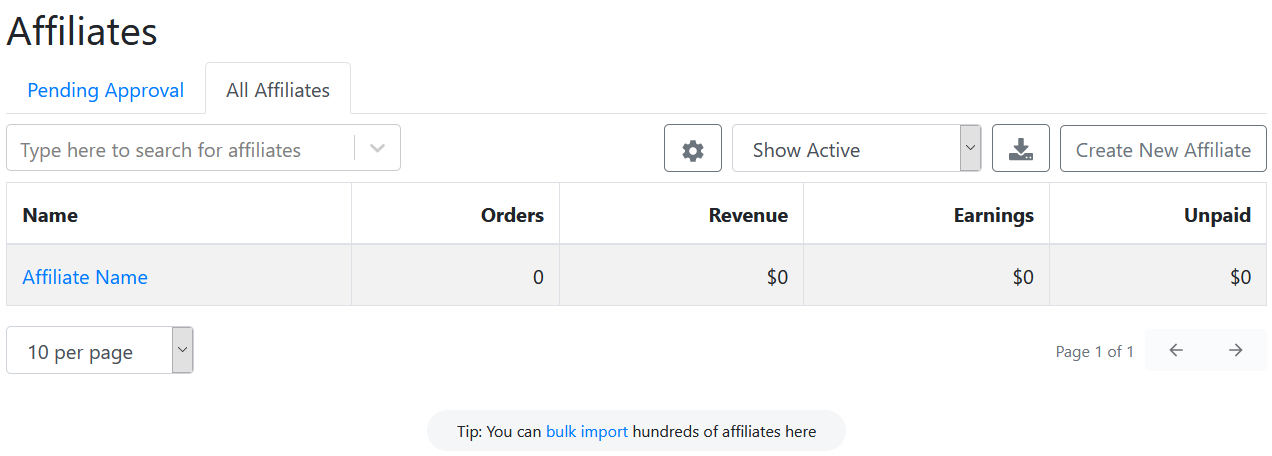 Affiliates
Pending Approval All Affiliates
Type here to search for affiliates Show Active Create New Affiliate
Name Orders Revenue Earnings Unpaid
Affiliate Name 0 $0 $0 $0
10 per page Page 1 of 1
Tip: You can bulk import hundreds of affiliates here